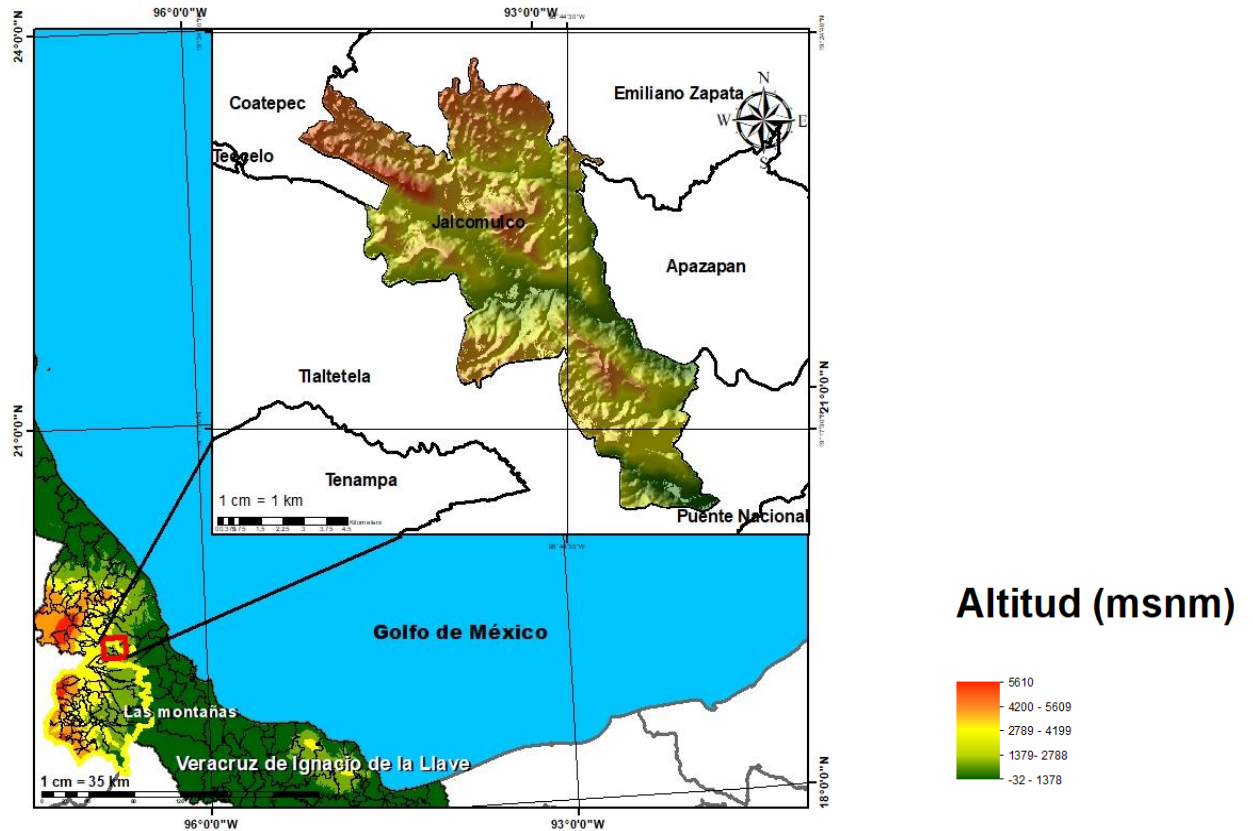 96°0'0"W
93°0'0"W
24°0'0"N
N
W
E
S
Coatepec
Emiliano Zapata
Teocelo
Jalcomulco
Apazapan
Tlaltetela
21°0'0"N
21°0'0"N
Tenampa
1 cm = 1 km
Kilometers
Puente Nacional
Golfo de México
Altitud (msnm)
5610
4200 - 5609
2789 - 4199
1379- 2788
-32 - 1378
Las montañas
Veracruz de Ignacio de la Llave
1 cm = 35 km
18°0'0"N
96°0'0"W
93°0'0"W